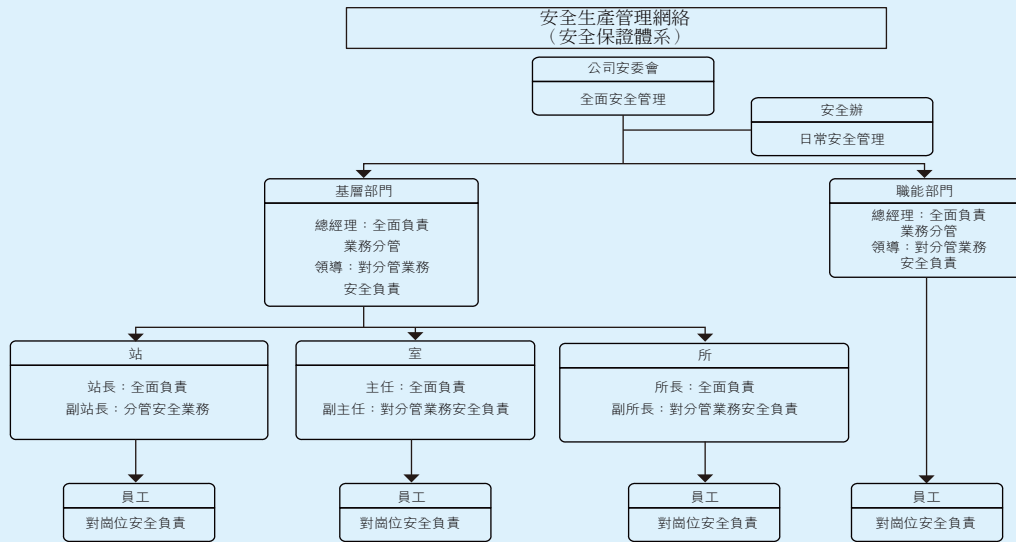 安全生產管理網絡
（安全保證體系）
公司安委會
全面安全管理
安全辦
日常安全管理
基層部門
總經理：全面負責
業務分管
領導：對分管業務
安全負責
職能部門
總經理：全面負責
業務分管
領導：對分管業務
安全負責
站
站長：全面負責
副站長：分管安全業務
室
主任：全面負責
副主任：對分管業務安全負責
所
所長：全面負責
副所長：對分管業務安全負責
員工
對崗位安全負責
員工
對崗位安全負責
員工
對崗位安全負責
員工
對崗位安全負責